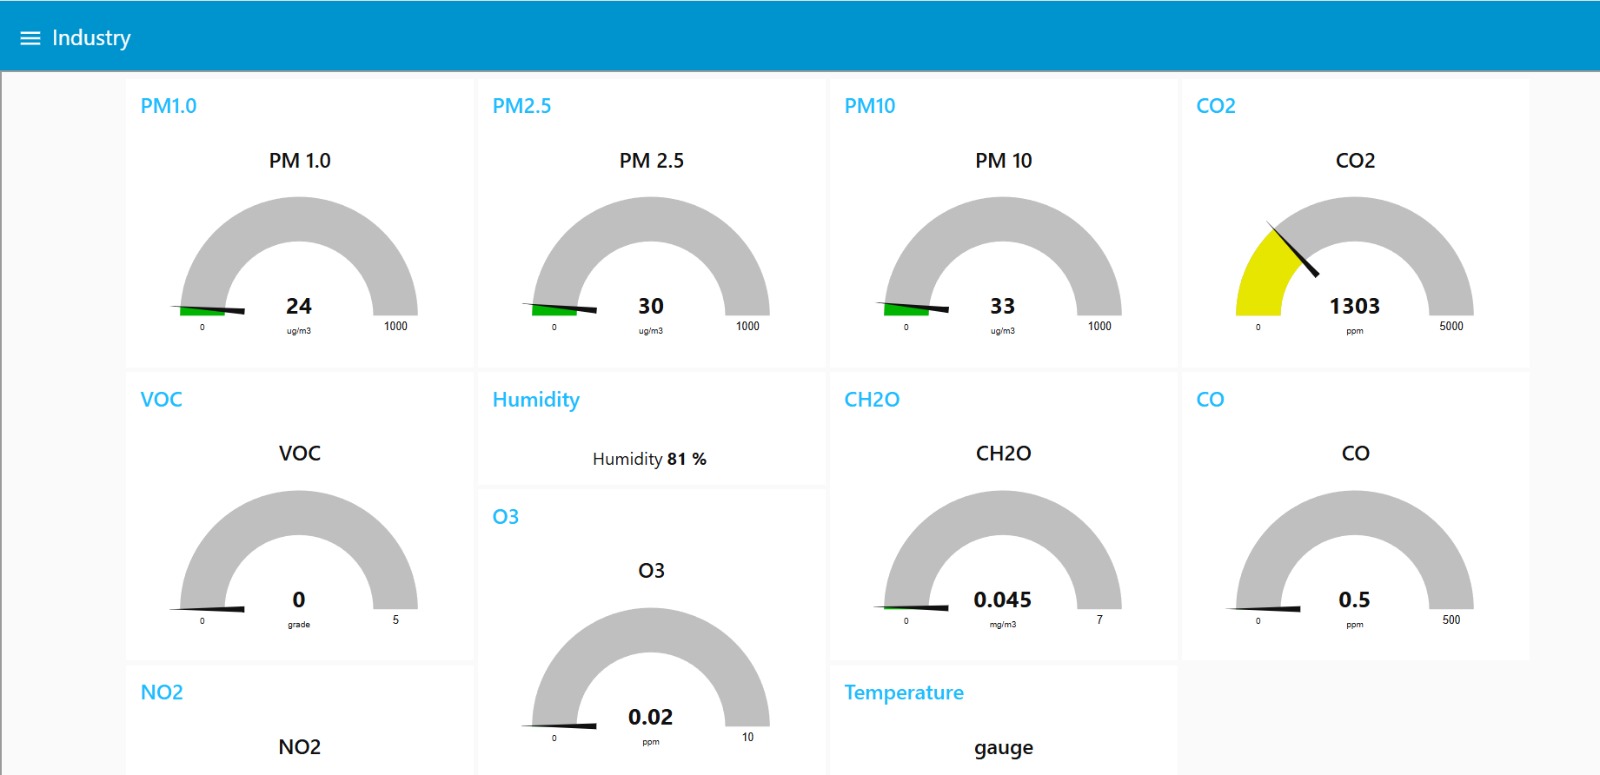 Industry
PM1.0
PM 1.0
24
ug/m3
0
1000
PM2.5
PM 2.5
30
ug/m3
0
1000
PM10
PM 10
33
ug/m3
0
1000
CO2
CO2
1303
ppm
0
5000
VOC
VOC
0
grade
0
5
Humidity
Humidity 81 %
O3
O3
0.02
ppm
0
10
CH2O
CH2O
0.045
mg/m3
0
7
CO
CO
0.5
ppm
0
500
NO2
NO2
Temperature
gauge